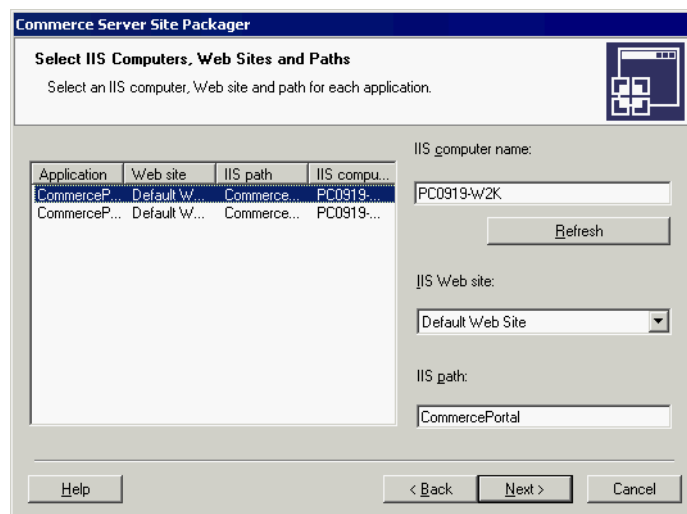 Commerce Server Site Packager
Select IIS Computers, Web Sites and Paths
Select an IIS computer, Web site and path for each application.
IIS computer name:
Application Web site IIS path IIS compu...
CommerceP... Default W... Commerce... PC0919-...
CommerceP... Default W... Commerce... PC0919-...
PC0919-W2K
Refresh
IIS Web site:
Default Web Site
IIS path:
CommercePortal
Help
< Back
Next >
Cancel